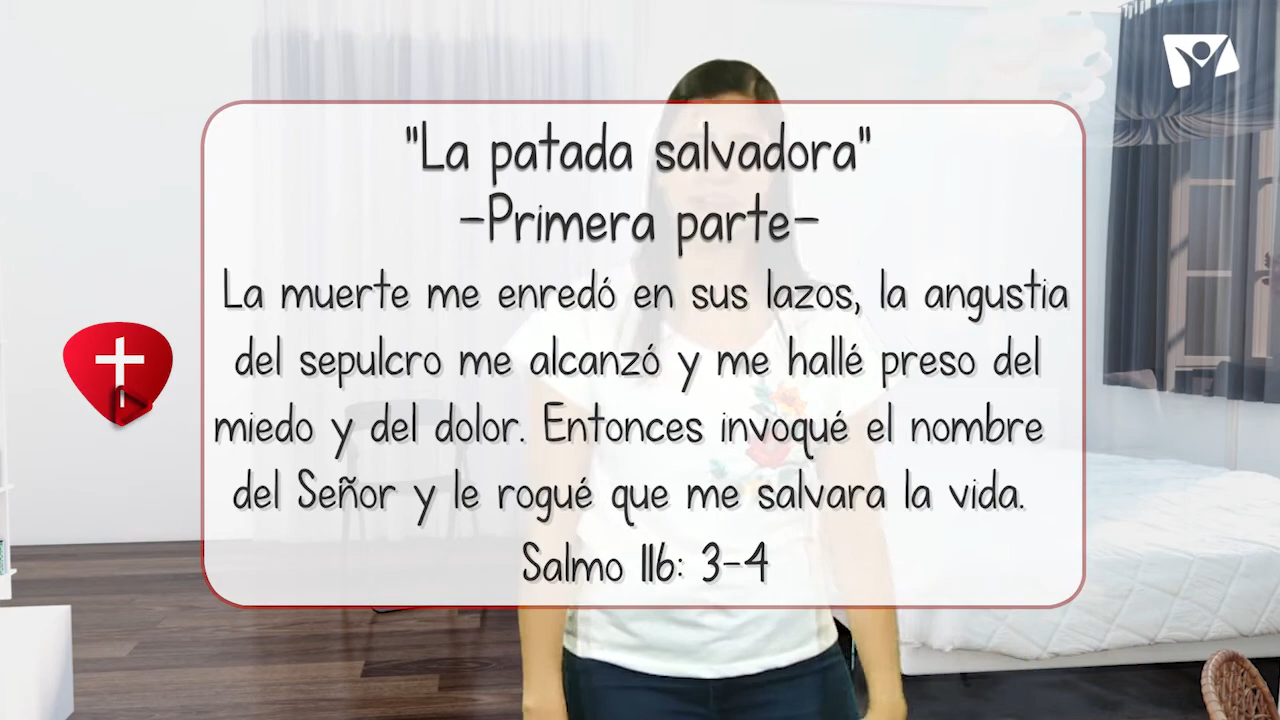 "La patada salvadora"
-Primera parte-
La muerte me enredó en sus lazos, la angustia
del sepulcro me alcanzó y me hallé preso del
miedo y del dolor. Entonces invoqué el nombre
del Señor y le rogué que me salvara la vida.
Salmo 116: 3-4